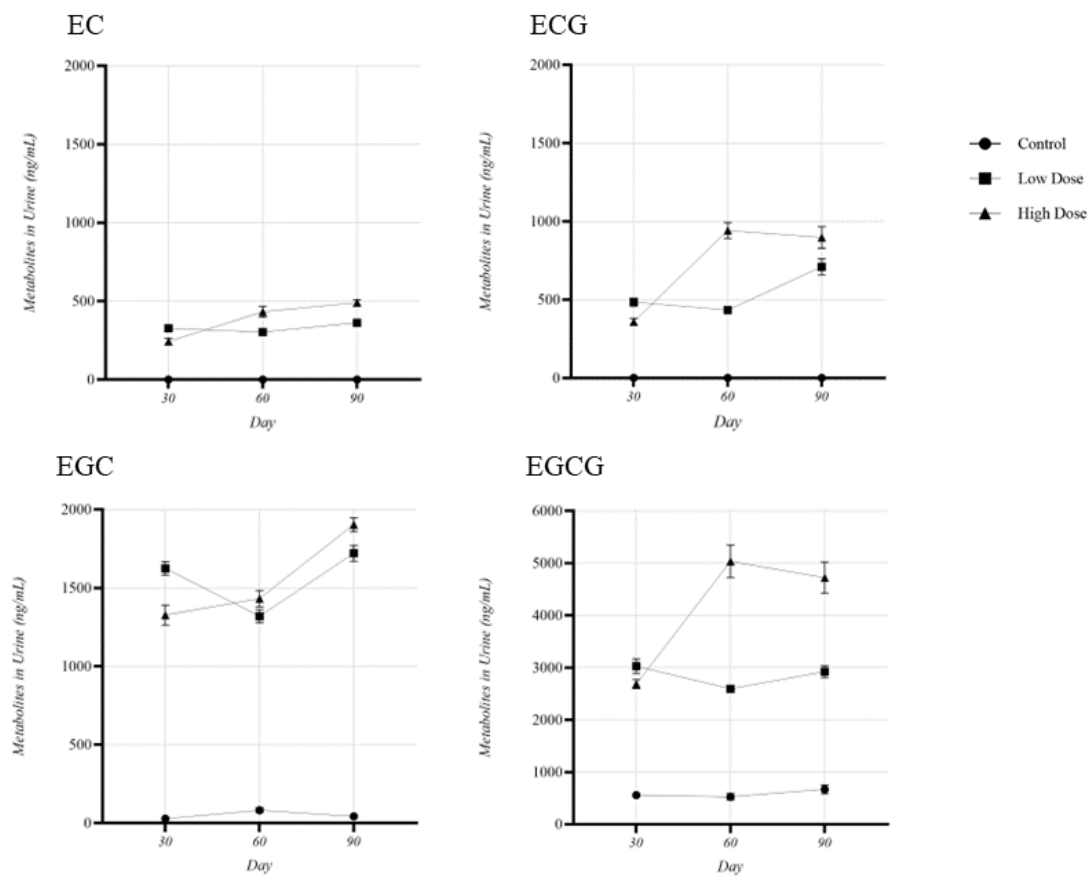 EC
2000
1500
1000
500
0
30 60 90
Day
Metabolites in Urine (ng/mL)
ECG
2000
1500
1000
500
0
30 60 90
Day
Metabolites in Urine (ng/mL)
Control
Low Dose
High Dose
EGC
2000
1500
1000
500
0
30 60 90
Day
Metabolites in Urine (ng/mL)
EGCG
6000
5000
4000
3000
2000
1000
0
30 60 90
Day
Metabolites in Urine (ng/mL)